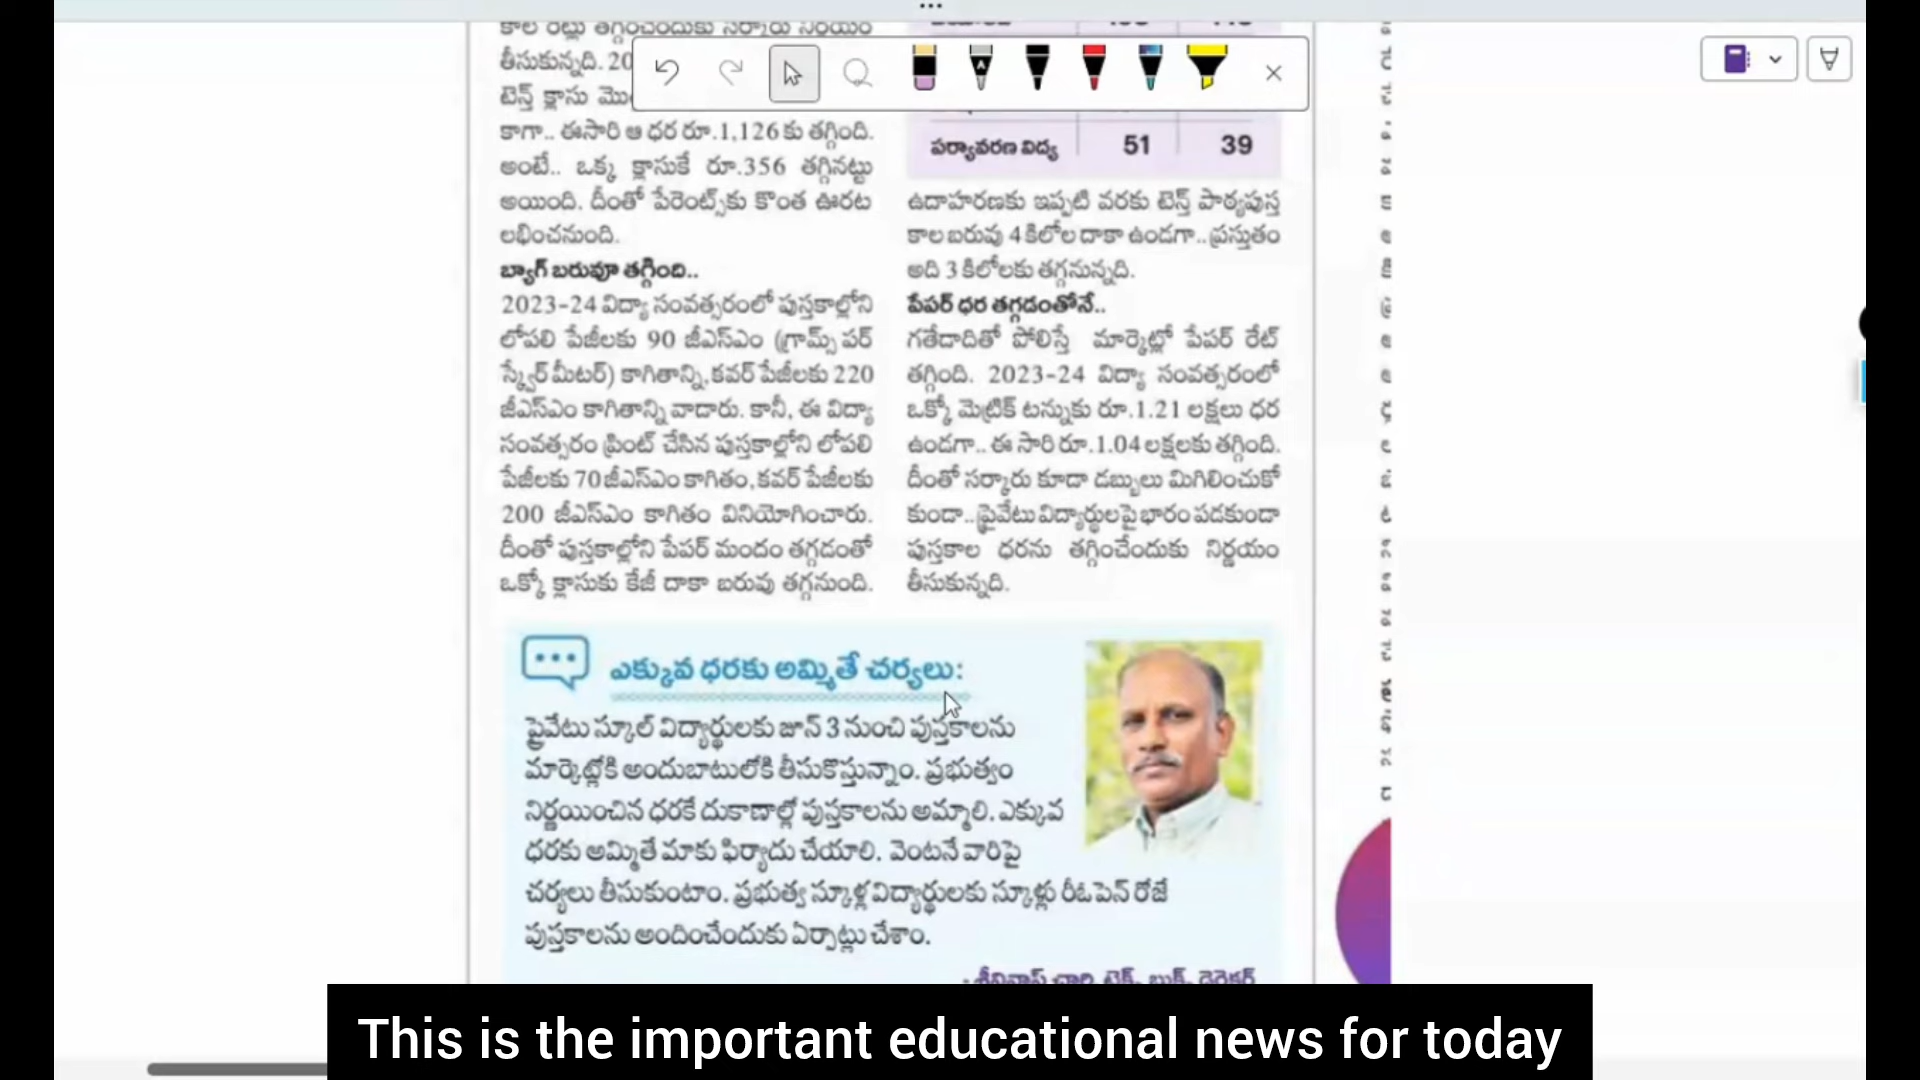 తీసుకున్నది. 20
టెన్త్ క్లాసు
కాగా.. ఈసారి ఆ ధర రూ.1,126 కు తగ్గింది.
అంటే.. ఒక్క క్లాసుకే రూ.356 తగ్గినట్టు
అయింది. దీంతో పేరెంట్స్‌కు కొంత ఊరట
లభించనుంది.
బ్యాగ్ బరువూ తగ్గింది..
2023-24 విద్యా సంవత్సరంలో పుస్తకాల్లోని
లోపలి పేజీలకు 90 జీఎస్ఎం (గ్రామ్స్ పర్
స్క్వేర్ మీటర్) కాగితాన్ని, కవర్ పేజీలకు 220
జీఎస్ఎం కాగితాన్ని వాడారు. కానీ, ఈ విద్యా
సంవత్సరం ప్రింట్ చేసిన పుస్తకాల్లోని లోపలి
పేజీలకు 70 జీఎస్ఎం కాగితం, కవర్ పేజీలకు
200 జీఎస్ఎం కాగితం వినియోగించారు.
దీంతో పుస్తకాల్లోని పేపర్ మందం తగ్గడంతో
ఒక్కో క్లాసుకు కేజీ దాకా బరువు తగ్గనుంది.
పర్యావరణ విద్య 51 39
ఉదాహరణకు ఇప్పటి వరకు టెన్త్ పాఠ్యపుస్త
కాల బరువు 4 కిలోల దాకా ఉండగా.. ప్రస్తుతం
అది 3 కిలోలకు తగ్గనున్నది.
పేపర్ ధర తగ్గడంతోనే..
గతేడాదితో పోలిస్తే మార్కెట్లో పేపర్ రేట్
తగ్గింది. 2023-24 విద్యా సంవత్సరంలో
ఒక్కో మెట్రిక్ టన్నుకు రూ.1.21 లక్షలు ధర
ఉండగా.. ఈ సారి రూ.1.04 లక్షలకు తగ్గింది.
దీంతో సర్కారు కూడా డబ్బులు మిగిలించుకో
కుండా.. ప్రైవేటు విద్యార్థులపై భారం పడకుండా
పుస్తకాల ధరను తగ్గించేందుకు నిర్ణయం
తీసుకున్నది.
ఎక్కువ ధరకు అమ్మితే చర్యలు:
ప్రైవేటు స్కూల్ విద్యార్థులకు జూన్ 3 నుంచి పుస్తకాలను
మార్కెట్లోకి అందుబాటులోకి తీసుకొస్తున్నాం. ప్రభుత్వం
నిర్ణయించిన ధరకే దుకాణాల్లో పుస్తకాలను అమ్మాలి. ఎక్కువ
ధరకు అమ్మితే మాకు ఫిర్యాదు చేయాలి. వెంటనే వారిపై
చర్యలు తీసుకుంటాం. ప్రభుత్వ స్కూళ్ల విద్యార్థులకు స్కూళ్లు రీఓపెన్ రోజే
పుస్తకాలను అందించేందుకు ఏర్పాట్లు చేశాం.
This is the important educational news for today